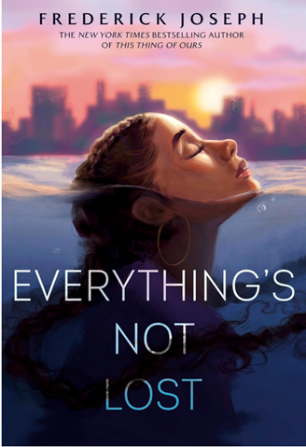 FREDERICK JOSEPH
THE NEW YORK TIMES BESTSELLING AUTHOR
OF THIS THING OF OURS
EVERYTHING'S
NOT
LOST